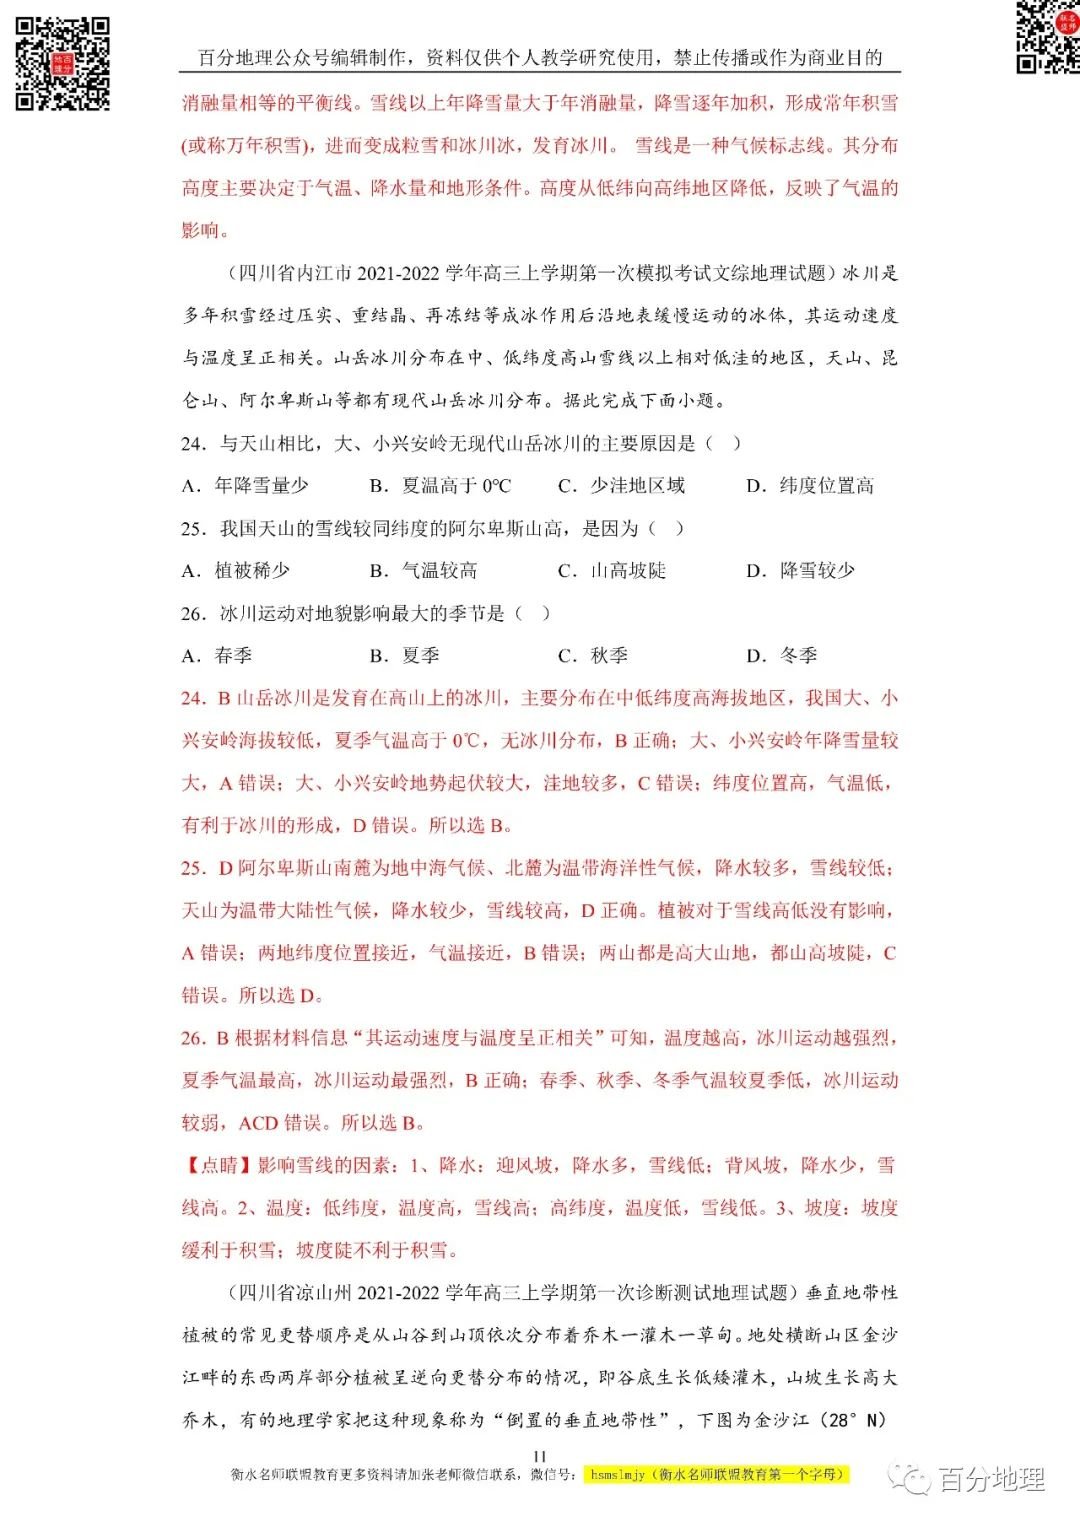 百分地理公众号编辑制作，资料仅供个人教学研究使用，禁止传播或作为商业目的
消融量相等的平衡线。雪线以上年降雪量大于年消融量，降雪逐年加积，形成常年积雪
(或称万年积雪)，进而变成粒雪和冰川冰，发育冰川。 雪线是一种气候标志线。其分布
高度主要决定于气温、降水量和地形条件。高度从低纬向高纬地区降低，反映了气温的
影响。
（四川省内江市 2021-2022 学年高三上学期第一次模拟考试文综地理试题）冰川是
多年积雪经过压实、重结晶、再冻结等成冰作用后沿地表缓慢运动的冰体，其运动速度
与温度呈正相关。山岳冰川分布在中、低纬度高山雪线以上相对低洼的地区，天山、昆
仑山、阿尔卑斯山等都有现代山岳冰川分布。据此完成下面小题。
24．与天山相比，大、小兴安岭无现代山岳冰川的主要原因是（ ）
A．年降雪量少 B．夏温高于 0℃ C．少洼地区域 D．纬度位置高
25．我国天山的雪线较同纬度的阿尔卑斯山高，是因为（ ）
A．植被稀少 B．气温较高 C．山高坡陡 D．降雪较少
26．冰川运动对地貌影响最大的季节是（ ）
A．春季 B．夏季 C．秋季 D．冬季
24．B 山岳冰川是发育在高山上的冰川，主要分布在中低纬度高海拔地区，我国大、小
兴安岭海拔较低，夏季气温高于 0℃，无冰川分布，B 正确；大、小兴安岭年降雪量较
大，A 错误；大、小兴安岭地势起伏较大，洼地较多，C 错误；纬度位置高，气温低，
有利于冰川的形成，D 错误。所以选 B。
25．D 阿尔卑斯山南麓为地中海气候、北麓为温带海洋性气候，降水较多，雪线较低；
天山为温带大陆性气候，降水较少，雪线较高，D 正确。植被对于雪线高低没有影响，
A 错误；两地纬度位置接近，气温接近，B 错误；两山都是高大山地，都山高坡陡，C
错误。所以选 D。
26．B 根据材料信息“其运动速度与温度呈正相关”可知，温度越高，冰川运动越强烈，
夏季气温最高，冰川运动最强烈，B 正确；春季、秋季、冬季气温较夏季低，冰川运动
较弱，ACD 错误。所以选 B。
【点睛】影响雪线的因素：1、降水：迎风坡，降水多，雪线低；背风坡，降水少，雪
线高。2、温度：低纬度，温度高，雪线高；高纬度，温度低，雪线低。3、坡度：坡度
缓利于积雪；坡度陡不利于积雪。
（四川省凉山州 2021-2022 学年高三上学期第一次诊断测试地理试题）垂直地带性
植被的常见更替顺序是从山谷到山顶依次分布着乔木—灌木—草甸。地处横断山区金沙
江畔的东西两岸部分植被呈逆向更替分布的情况，即谷底生长低矮灌木，山坡生长高大
乔木，有的地理学家把这种现象称为“倒置的垂直地带性”，下图为金沙江（28°N）
11
衡水名师联盟教育更多资料请加张老师微信联系，微信号： hsmslmjy（衡水名师联盟教育第一个字母）
百分地理